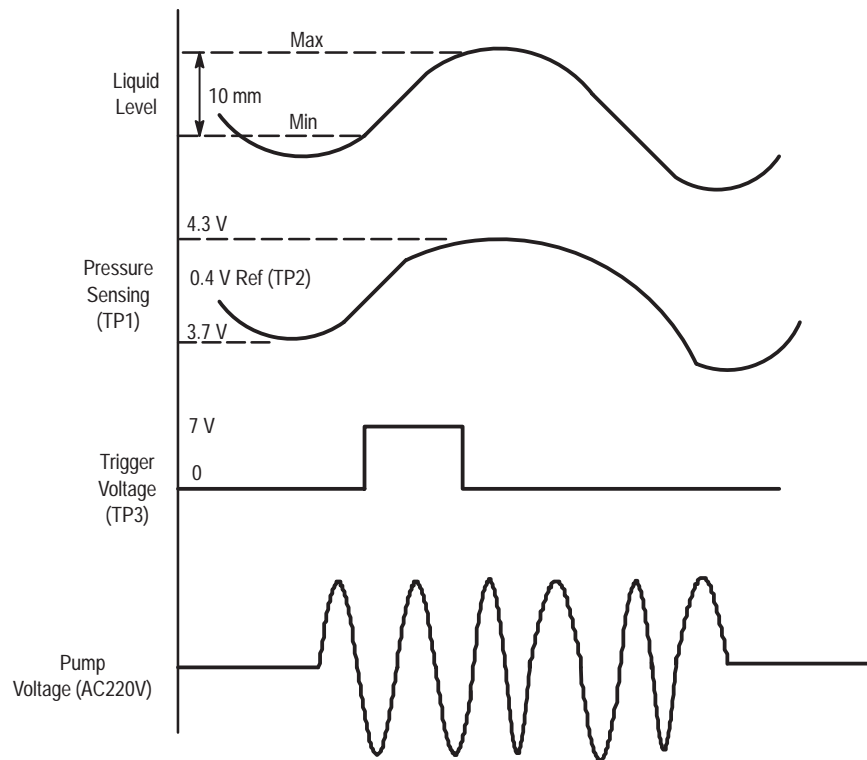 Liquid
Level
Max
10 mm
Min
Pressure
Sensing
(TP1)
4.3 V
0.4 V Ref (TP2)
3.7 V
Trigger
Voltage
(TP3)
7 V
0
Pump
Voltage (AC220V)